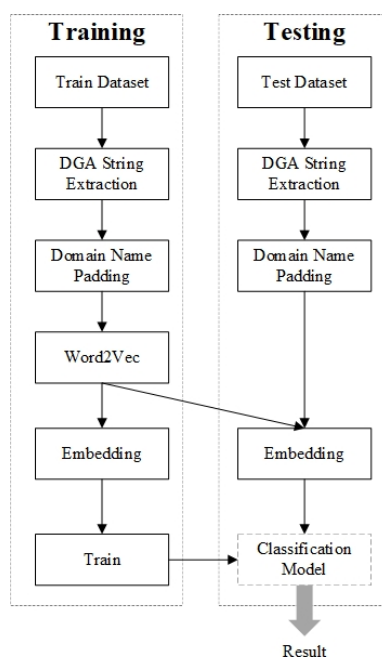 Training
Train Dataset
DGA String
Extraction
Domain Name
Padding
Word2Vec
Embedding
Train
Testing
Test Dataset
DGA String
Extraction
Domain Name
Padding
Embedding
Classification
Model
Result